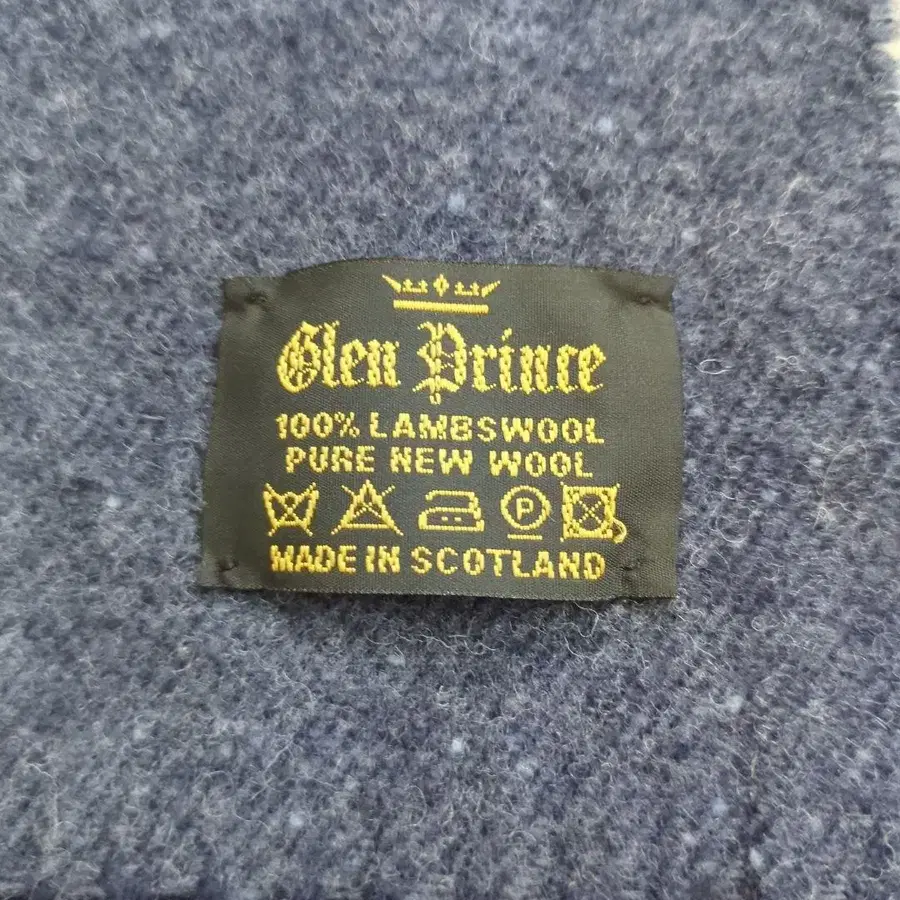 Glen Prince
100% LAMBSWOOL
PURE NEW WOOL
P
MADE IN SCOTLAND